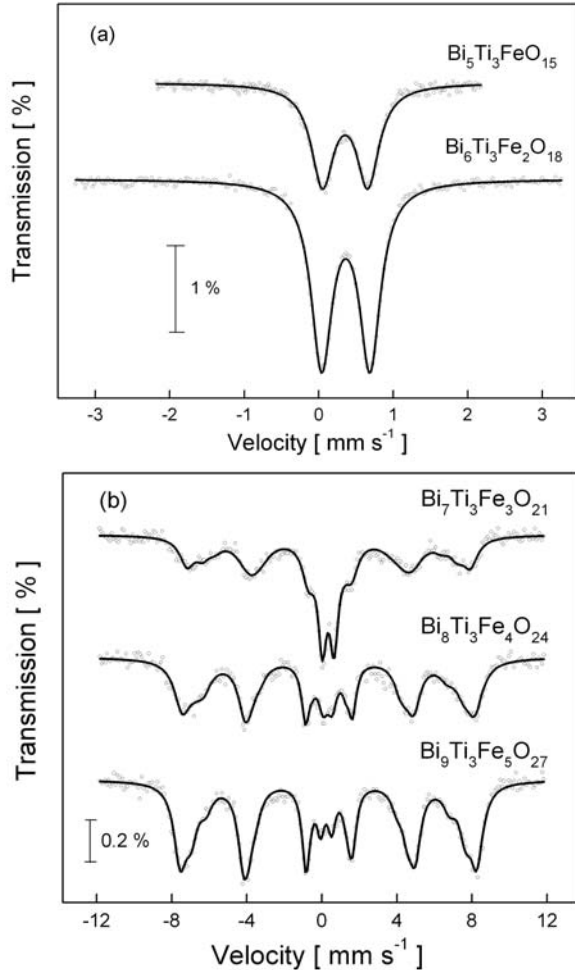 (a)
Bi₅Ti₃FeO₁₅
Bi₆Ti₃Fe₂O₁₈
Transmission [ % ]
1 %
-3 -2 -1 0 1 2 3
Velocity [ mm s⁻¹ ]
(b)
Bi₇Ti₃Fe₃O₂₁
Bi₈Ti₃Fe₄O₂₄
Bi₉Ti₃Fe₅O₂₇
Transmission [ % ]
0.2 %
-12 -8 -4 0 4 8 12
Velocity [ mm s⁻¹ ]